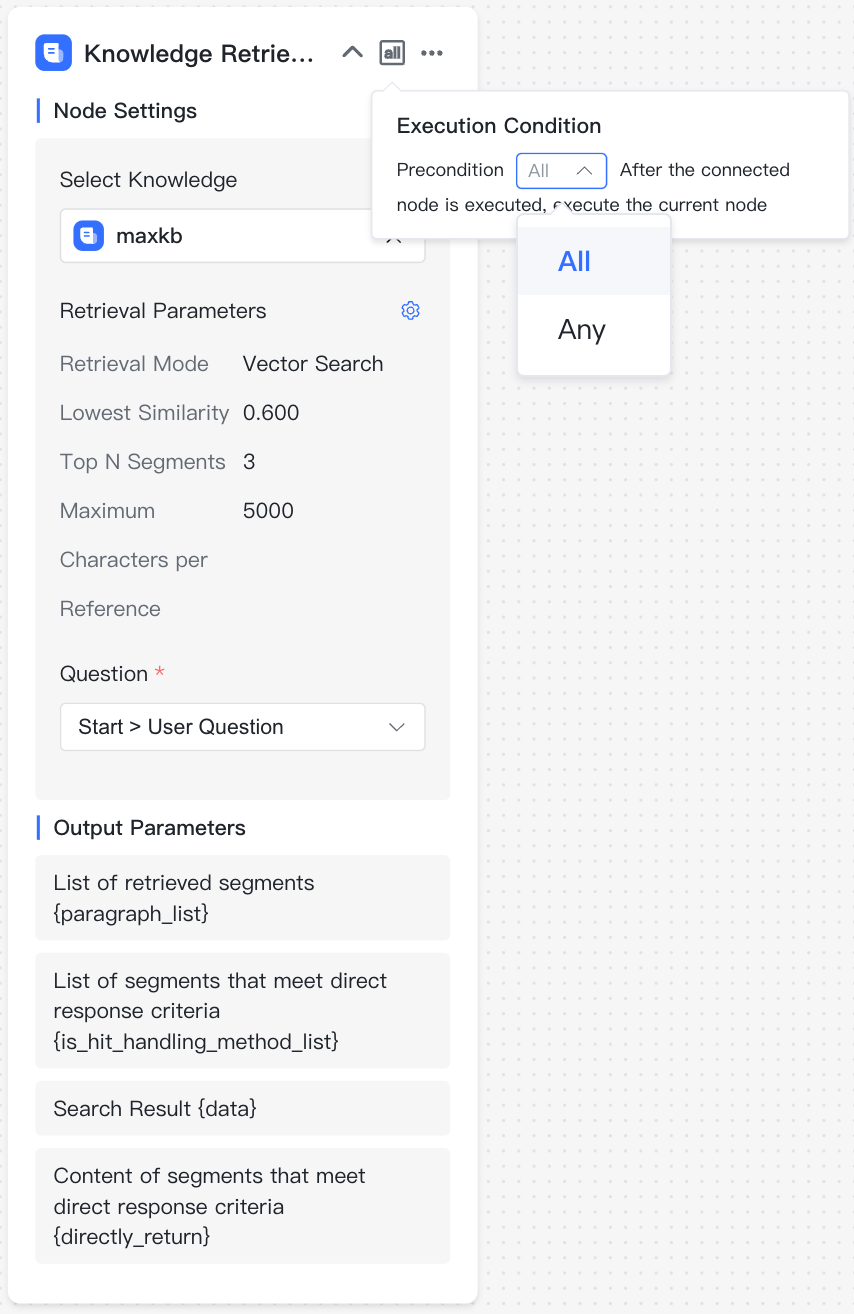 Knowledge Retrie...
all
Node Settings
Execution Condition
Precondition All After the connected
node is executed, execute the current node
All
Any
Select Knowledge
maxkb
Retrieval Parameters
Retrieval Mode Vector Search
Lowest Similarity 0.600
Top N Segments 3
Maximum 5000
Characters per
Reference
Question *
Start > User Question
Output Parameters
List of retrieved segments
{paragraph_list}
List of segments that meet direct
response criteria
{is_hit_handling_method_list}
Search Result {data}
Content of segments that meet
direct response criteria
{directly_return}